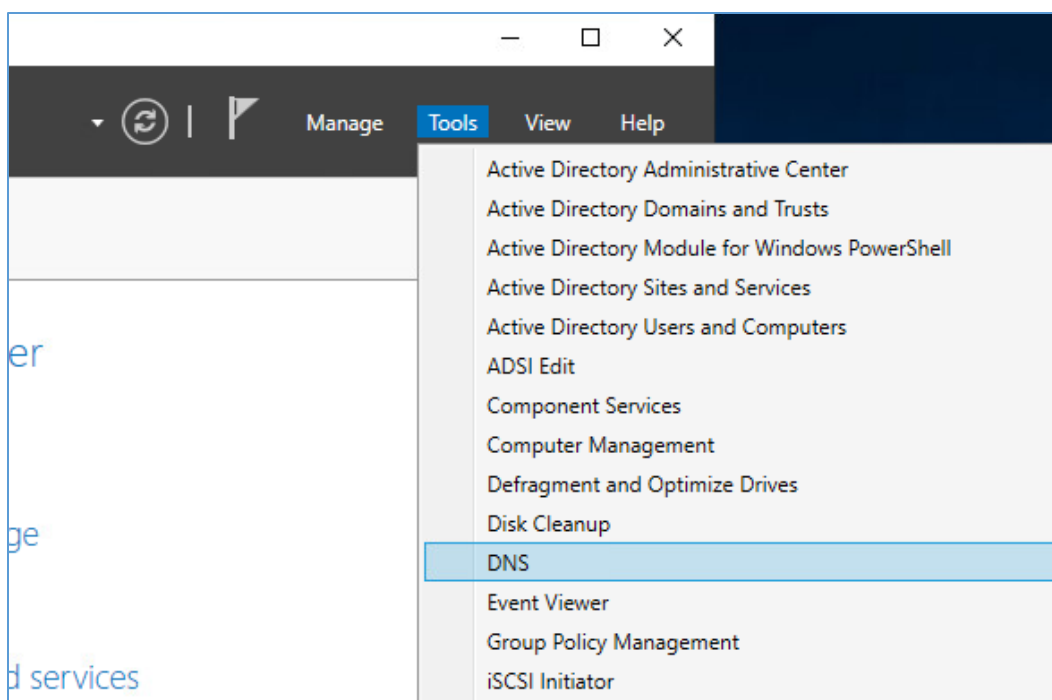 Manage Tools View Help
Active Directory Administrative Center
Active Directory Domains and Trusts
Active Directory Module for Windows PowerShell
Active Directory Sites and Services
Active Directory Users and Computers
er
ADSI Edit
Component Services
Computer Management
Defragment and Optimize Drives
Disk Cleanup
ge
DNS
Event Viewer
Group Policy Management
d services
iSCSI Initiator